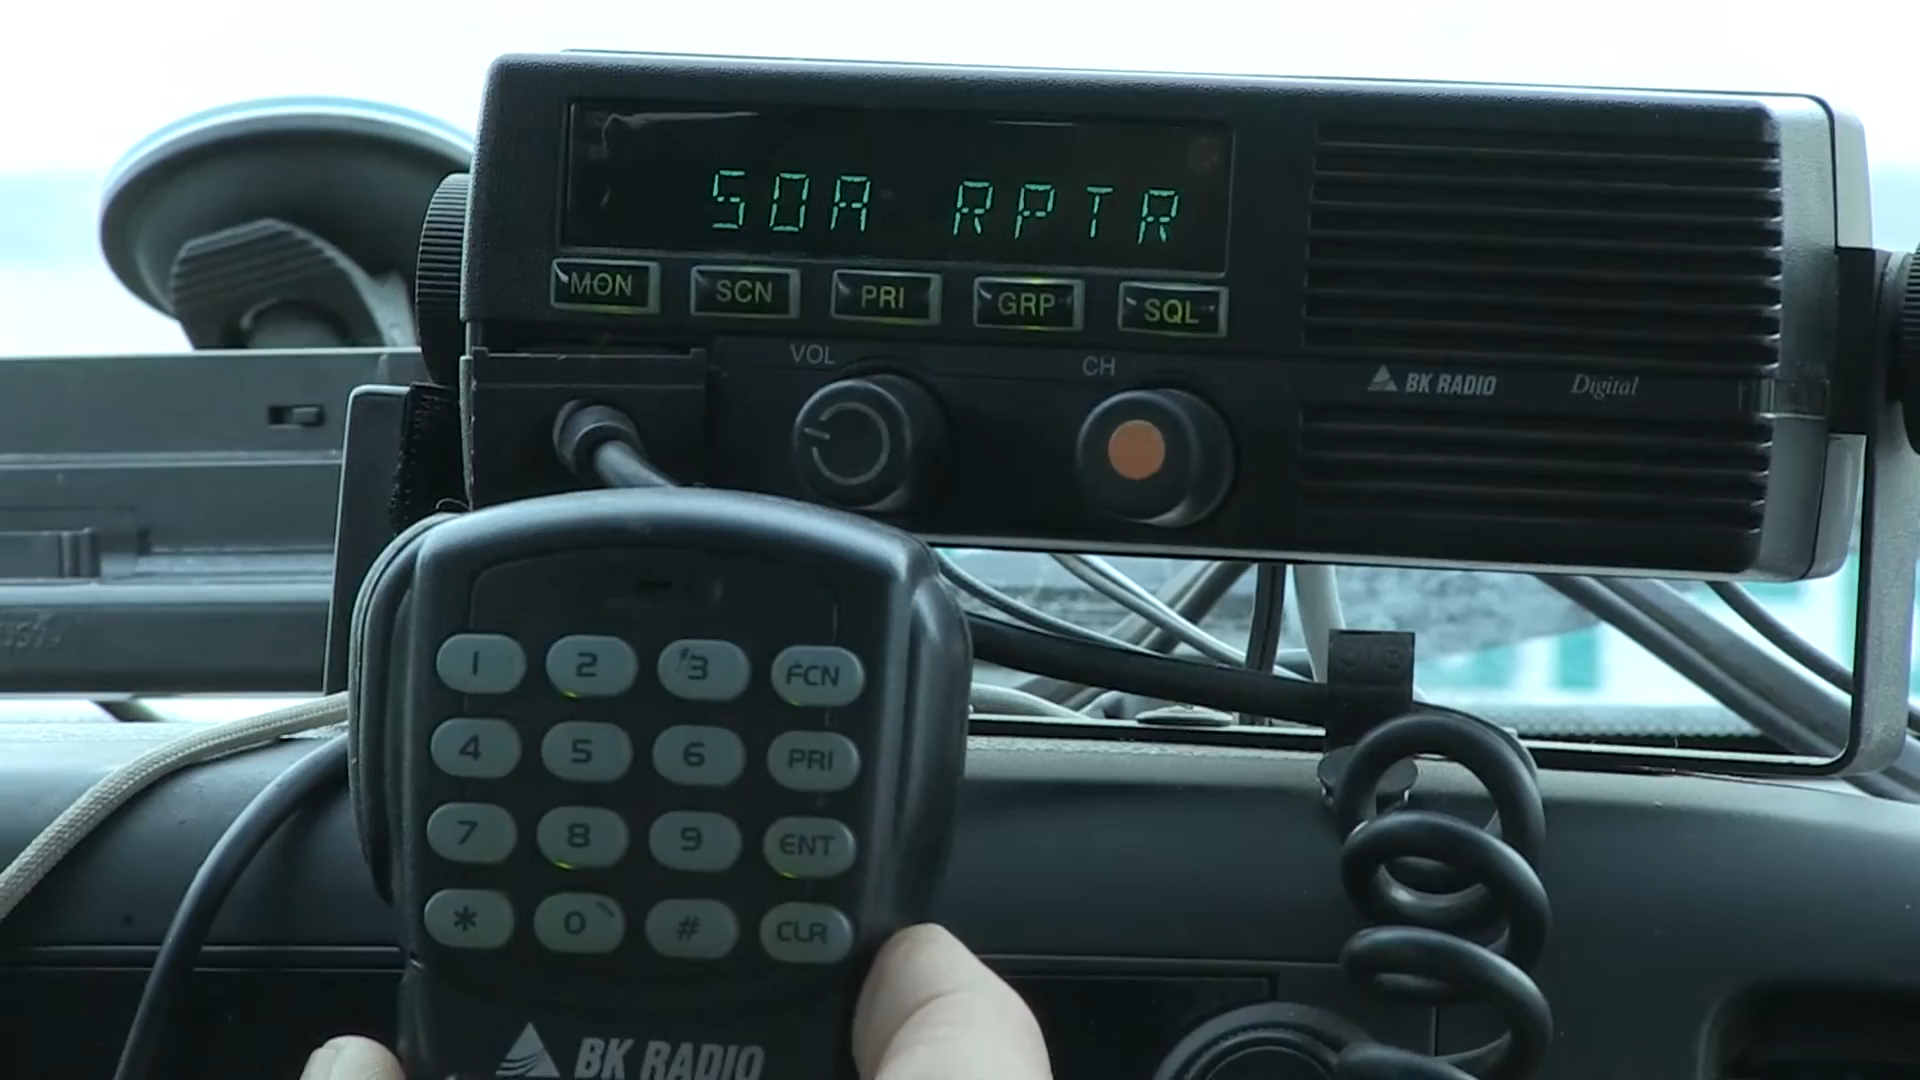 SOA RPTR
MON SCN PRI GRP SQL
VOL CH
BK RADIO Digital
1 2 3 FCN
4 5 6 PRI
7 8 9 ENT
* 0 # CLR
BK RADIO